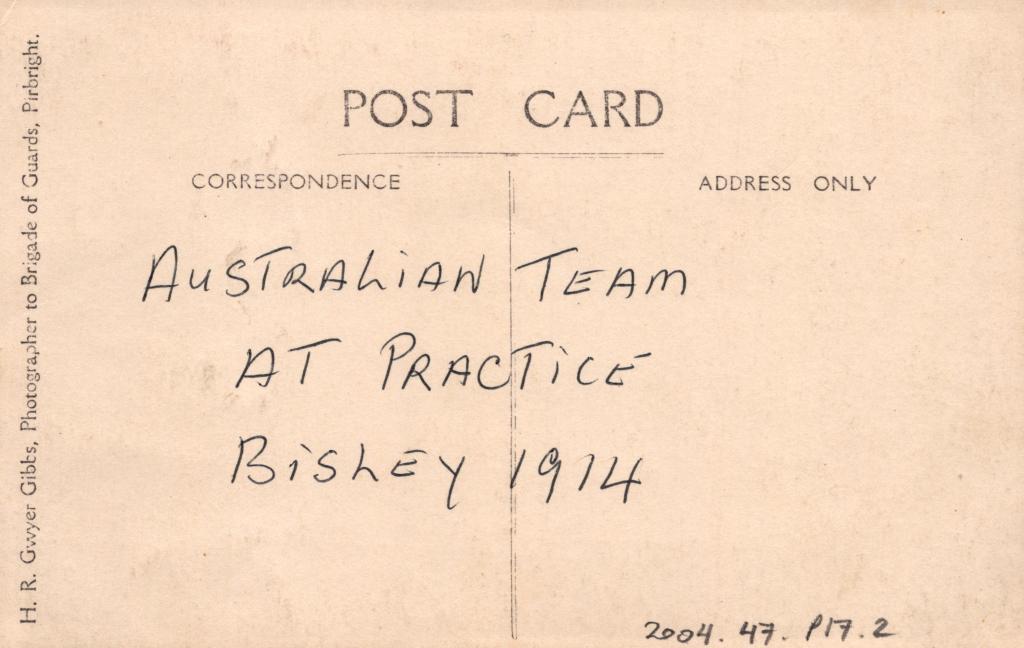 H. R. Gwyer Gibbs, Photographer to Brigade of Guards, Pirbright.
POST CARD
CORRESPONDENCE
ADDRESS ONLY
AUSTRALiAN TEAM
AT PRACTiCE
BiSLEY 1914
2004. 47. P17. 2